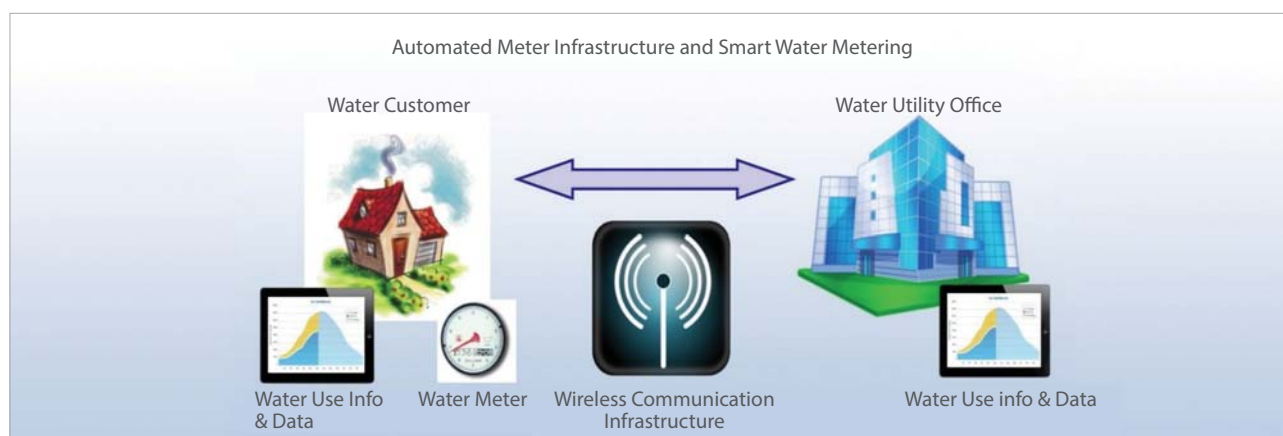 Automated Meter Infrastructure and Smart Water Metering
Water Customer
Water Utility Office
Water Use Info
& Data
Water Meter
Wireless Communication
Infrastructure
Water Use info & Data